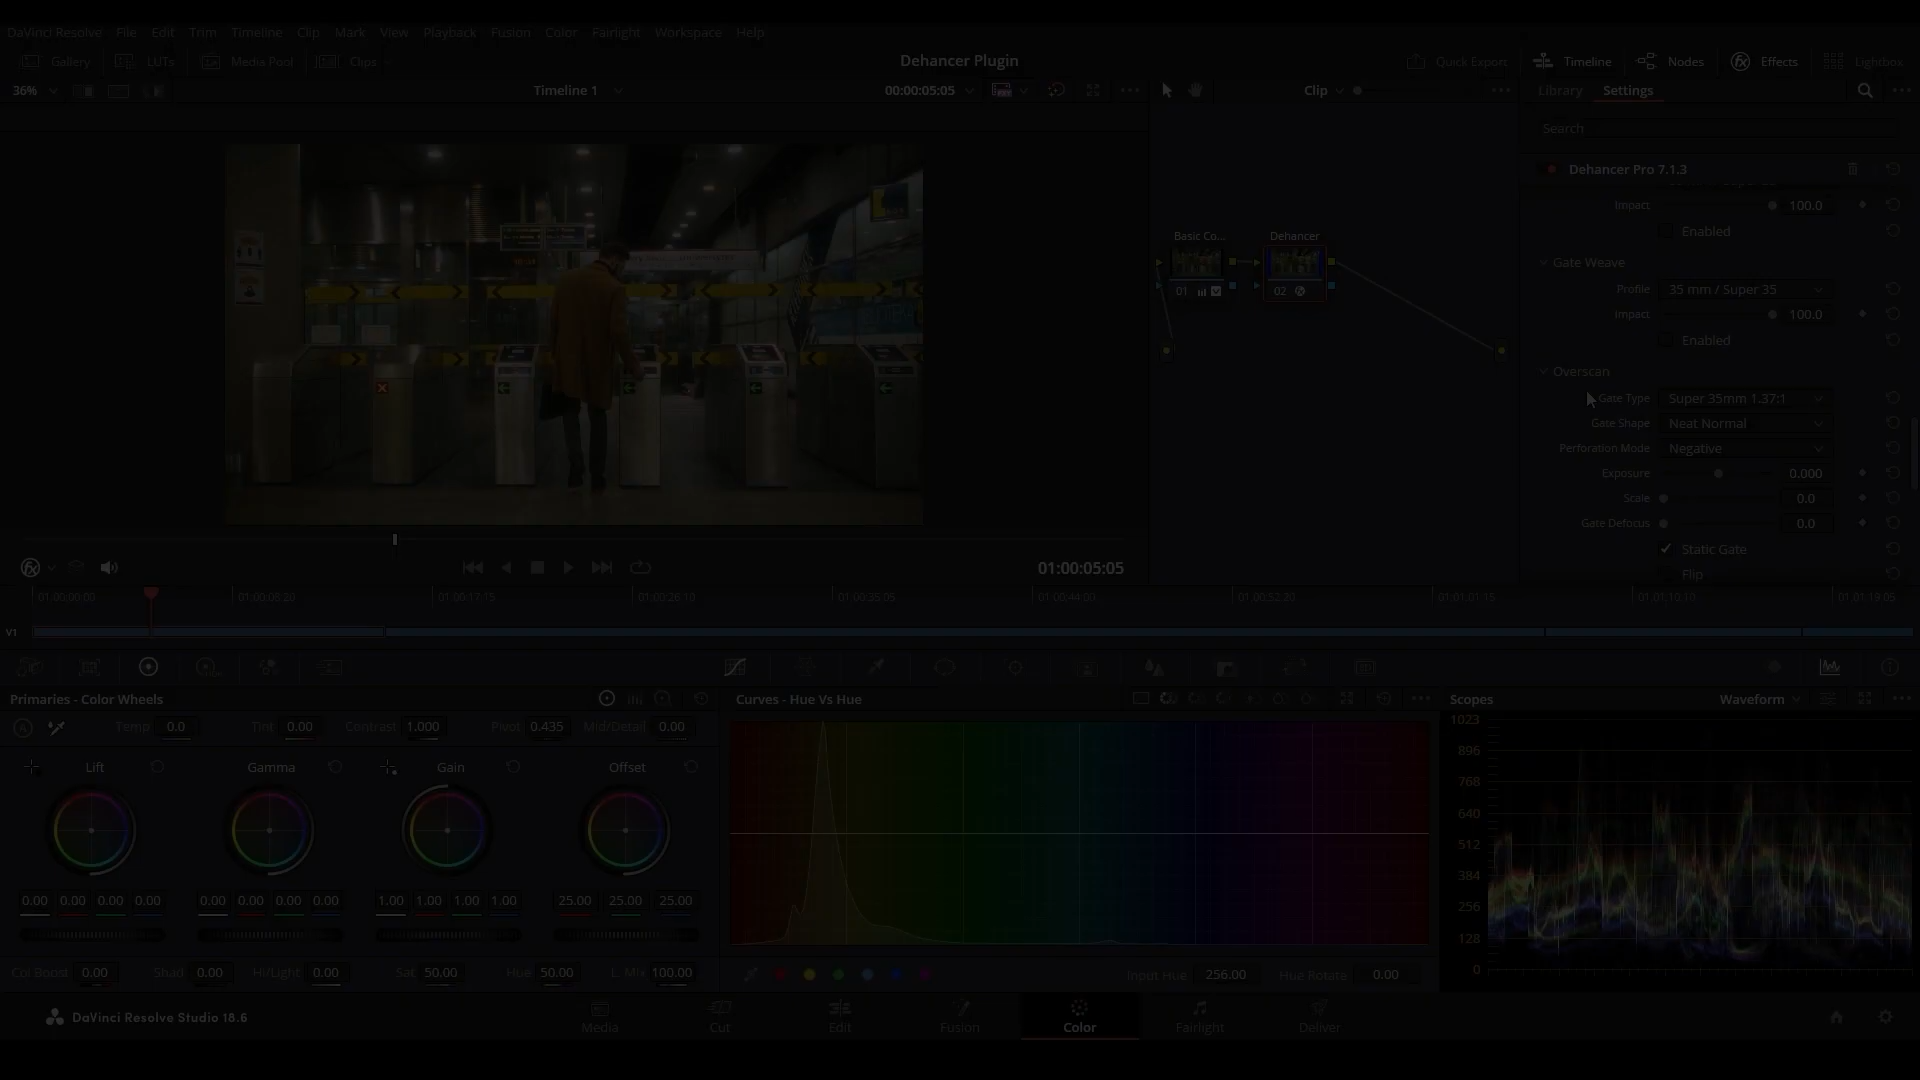 DaVinci Resolve File Edit Trim Timeline Clip Mark View Playback Fusion Color Fairlight Workspace Help
Gallery LUTs Media Pool Clips Dehancer Plugin Quick Export Timeline Nodes Effects Lightbox
36% Timeline 1 00:00:05:05 Clip Library Settings
Search
Dehancer Pro 7.1.3
Impact 100.0
Enabled
Gate Weave
Profile 35 mm / Super 35
Impact 100.0
Enabled
Overscan
Gate Type Super 35mm 1.37:1
Gate Shape Neat Normal
Perforation Mode Negative
Exposure 0.000
Scale 0.0
Gate Defocus 0.0
Static Gate
Flip
Basic Co... Dehancer
01 02
01:00:05:05
01:00:00:00 01:00:08:20 01:00:17:15 01:00:26:10 01:00:35:05 01:00:44:00 01:00:52:20 01:01:01:15 01:01:10:10 01:01:19:05
V1
Primaries - Color Wheels Curves - Hue Vs Hue Scopes Waveform
Temp 0.0 Tint 0.00 Contrast 1.000 Pivot 0.435 Mid/Detail 0.00
Lift Gamma Gain Offset
0.00 0.00 0.00 0.00 0.00 0.00 0.00 0.00 1.00 1.00 1.00 1.00 25.00 25.00 25.00
Col Boost 0.00 Shad 0.00 Hi/Light 0.00 Sat 50.00 Hue 50.00 L. Mix 100.00
Input Hue 256.00 Hue Rotate 0.00
1023
896
768
640
512
384
256
128
0
DaVinci Resolve Studio 18.6 Media Cut Edit Fusion Color Fairlight Deliver